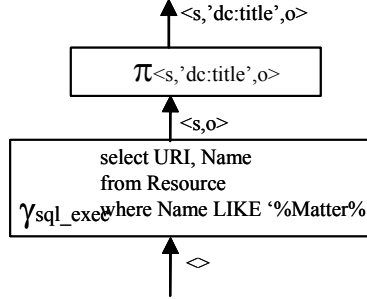 <s,'dc:title',o>
π<s,'dc:title',o>
<s,o>
select URI, Name
from Resource
γsql_exec where Name LIKE ‘%Matter%
<>